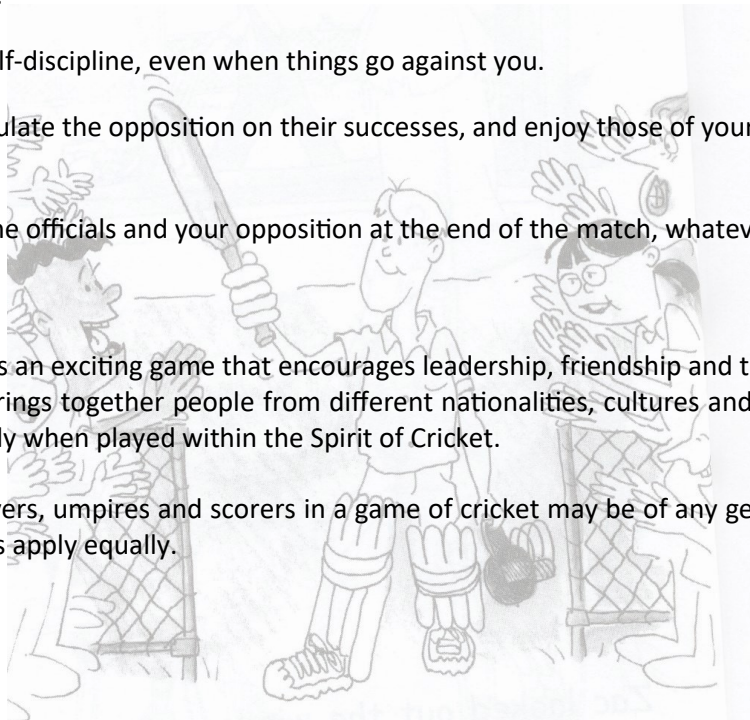 lf-discipline, even when things go against you.
ulate the opposition on their successes, and enjoy those of your
e officials and your opposition at the end of the match, whatev
s an exciting game that encourages leadership, friendship and t
rings together people from different nationalities, cultures and
ly when played within the Spirit of Cricket.
ers, umpires and scorers in a game of cricket may be of any ge
s apply equally.